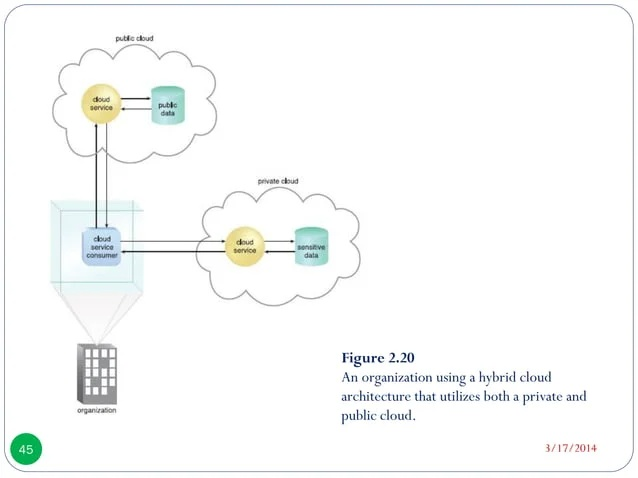 public cloud
cloud
service
public
data
private cloud
cloud
service
consumer
cloud
service
sensitive
data
organization
Figure 2.20
An organization using a hybrid cloud
architecture that utilizes both a private and
public cloud.
45
3/17/2014